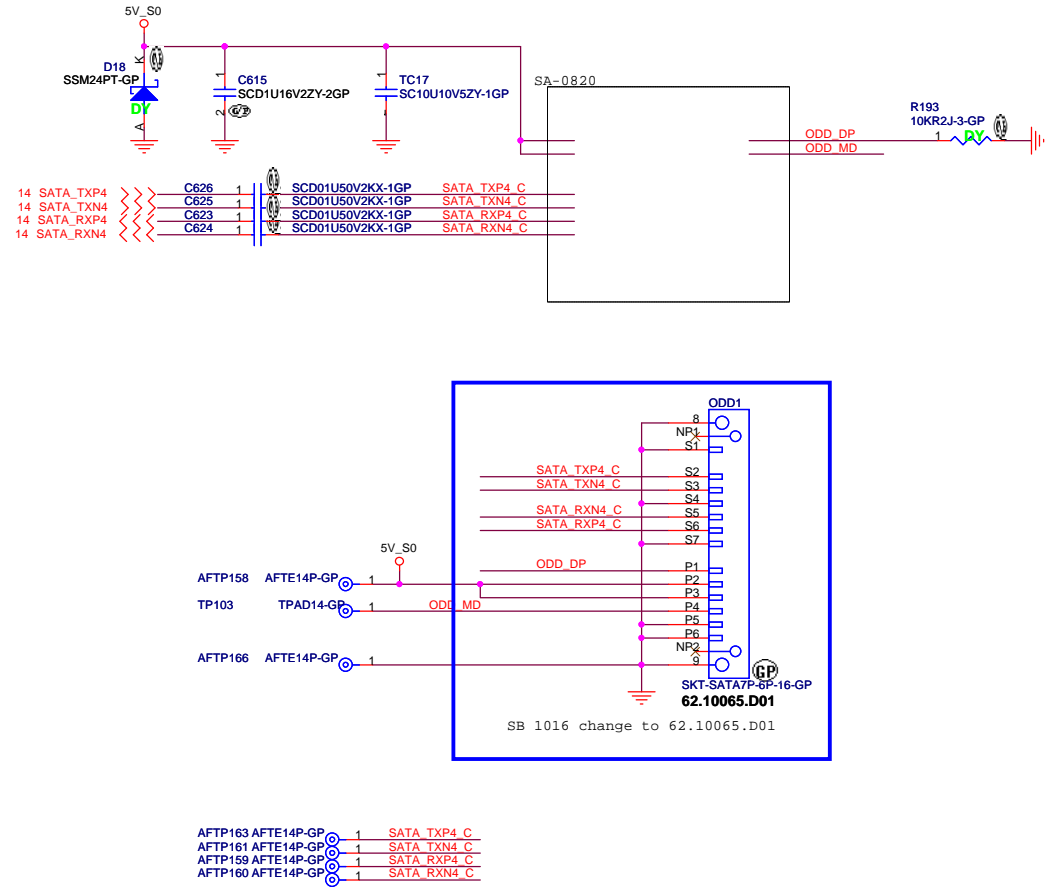 5V_S0
D18
SSM24PT-GP
DY
K
A
1
C615
SCD1U16V2ZY-2GP
2
1
TC17
SC10U10V5ZY-1GP
SA-0820
ODD_DP
ODD_MD
R193
10KR2J-3-GP
1
DY
14 SATA_TXP4 C626 1 SCD01U50V2KX-1GP SATA_TXP4_C
14 SATA_TXN4 C625 1 SCD01U50V2KX-1GP SATA_TXN4_C
14 SATA_RXP4 C623 1 SCD01U50V2KX-1GP SATA_RXP4_C
14 SATA_RXN4 C624 1 SCD01U50V2KX-1GP SATA_RXN4_C
ODD1
8
NP1
S1
SATA_TXP4_C S2
SATA_TXN4_C S3
S4
SATA_RXN4_C S5
SATA_RXP4_C S6
S7
5V_S0
ODD_DP P1
AFTP158 AFTE14P-GP 1 P2
P3
TP103 TPAD14-GP 1 ODD_MD P4
P5
P6
NP2
AFTP166 AFTE14P-GP 1 9
GP
SKT-SATA7P-6P-16-GP
62.10065.D01
SB 1016 change to 62.10065.D01
AFTP163 AFTE14P-GP 1 SATA_TXP4_C
AFTP161 AFTE14P-GP 1 SATA_TXN4_C
AFTP159 AFTE14P-GP 1 SATA_RXP4_C
AFTP160 AFTE14P-GP 1 SATA_RXN4_C